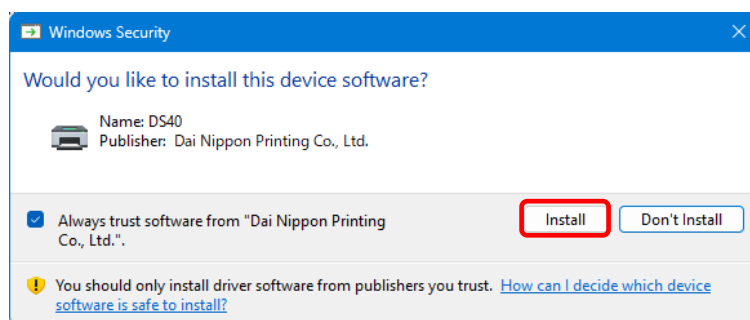 Windows Security
Would you like to install this device software?
Name: DS40
Publisher: Dai Nippon Printing Co., Ltd.
Always trust software from "Dai Nippon Printing
Co., Ltd.".
Install
Don't Install
You should only install driver software from publishers you trust. How can I decide which device
software is safe to install?